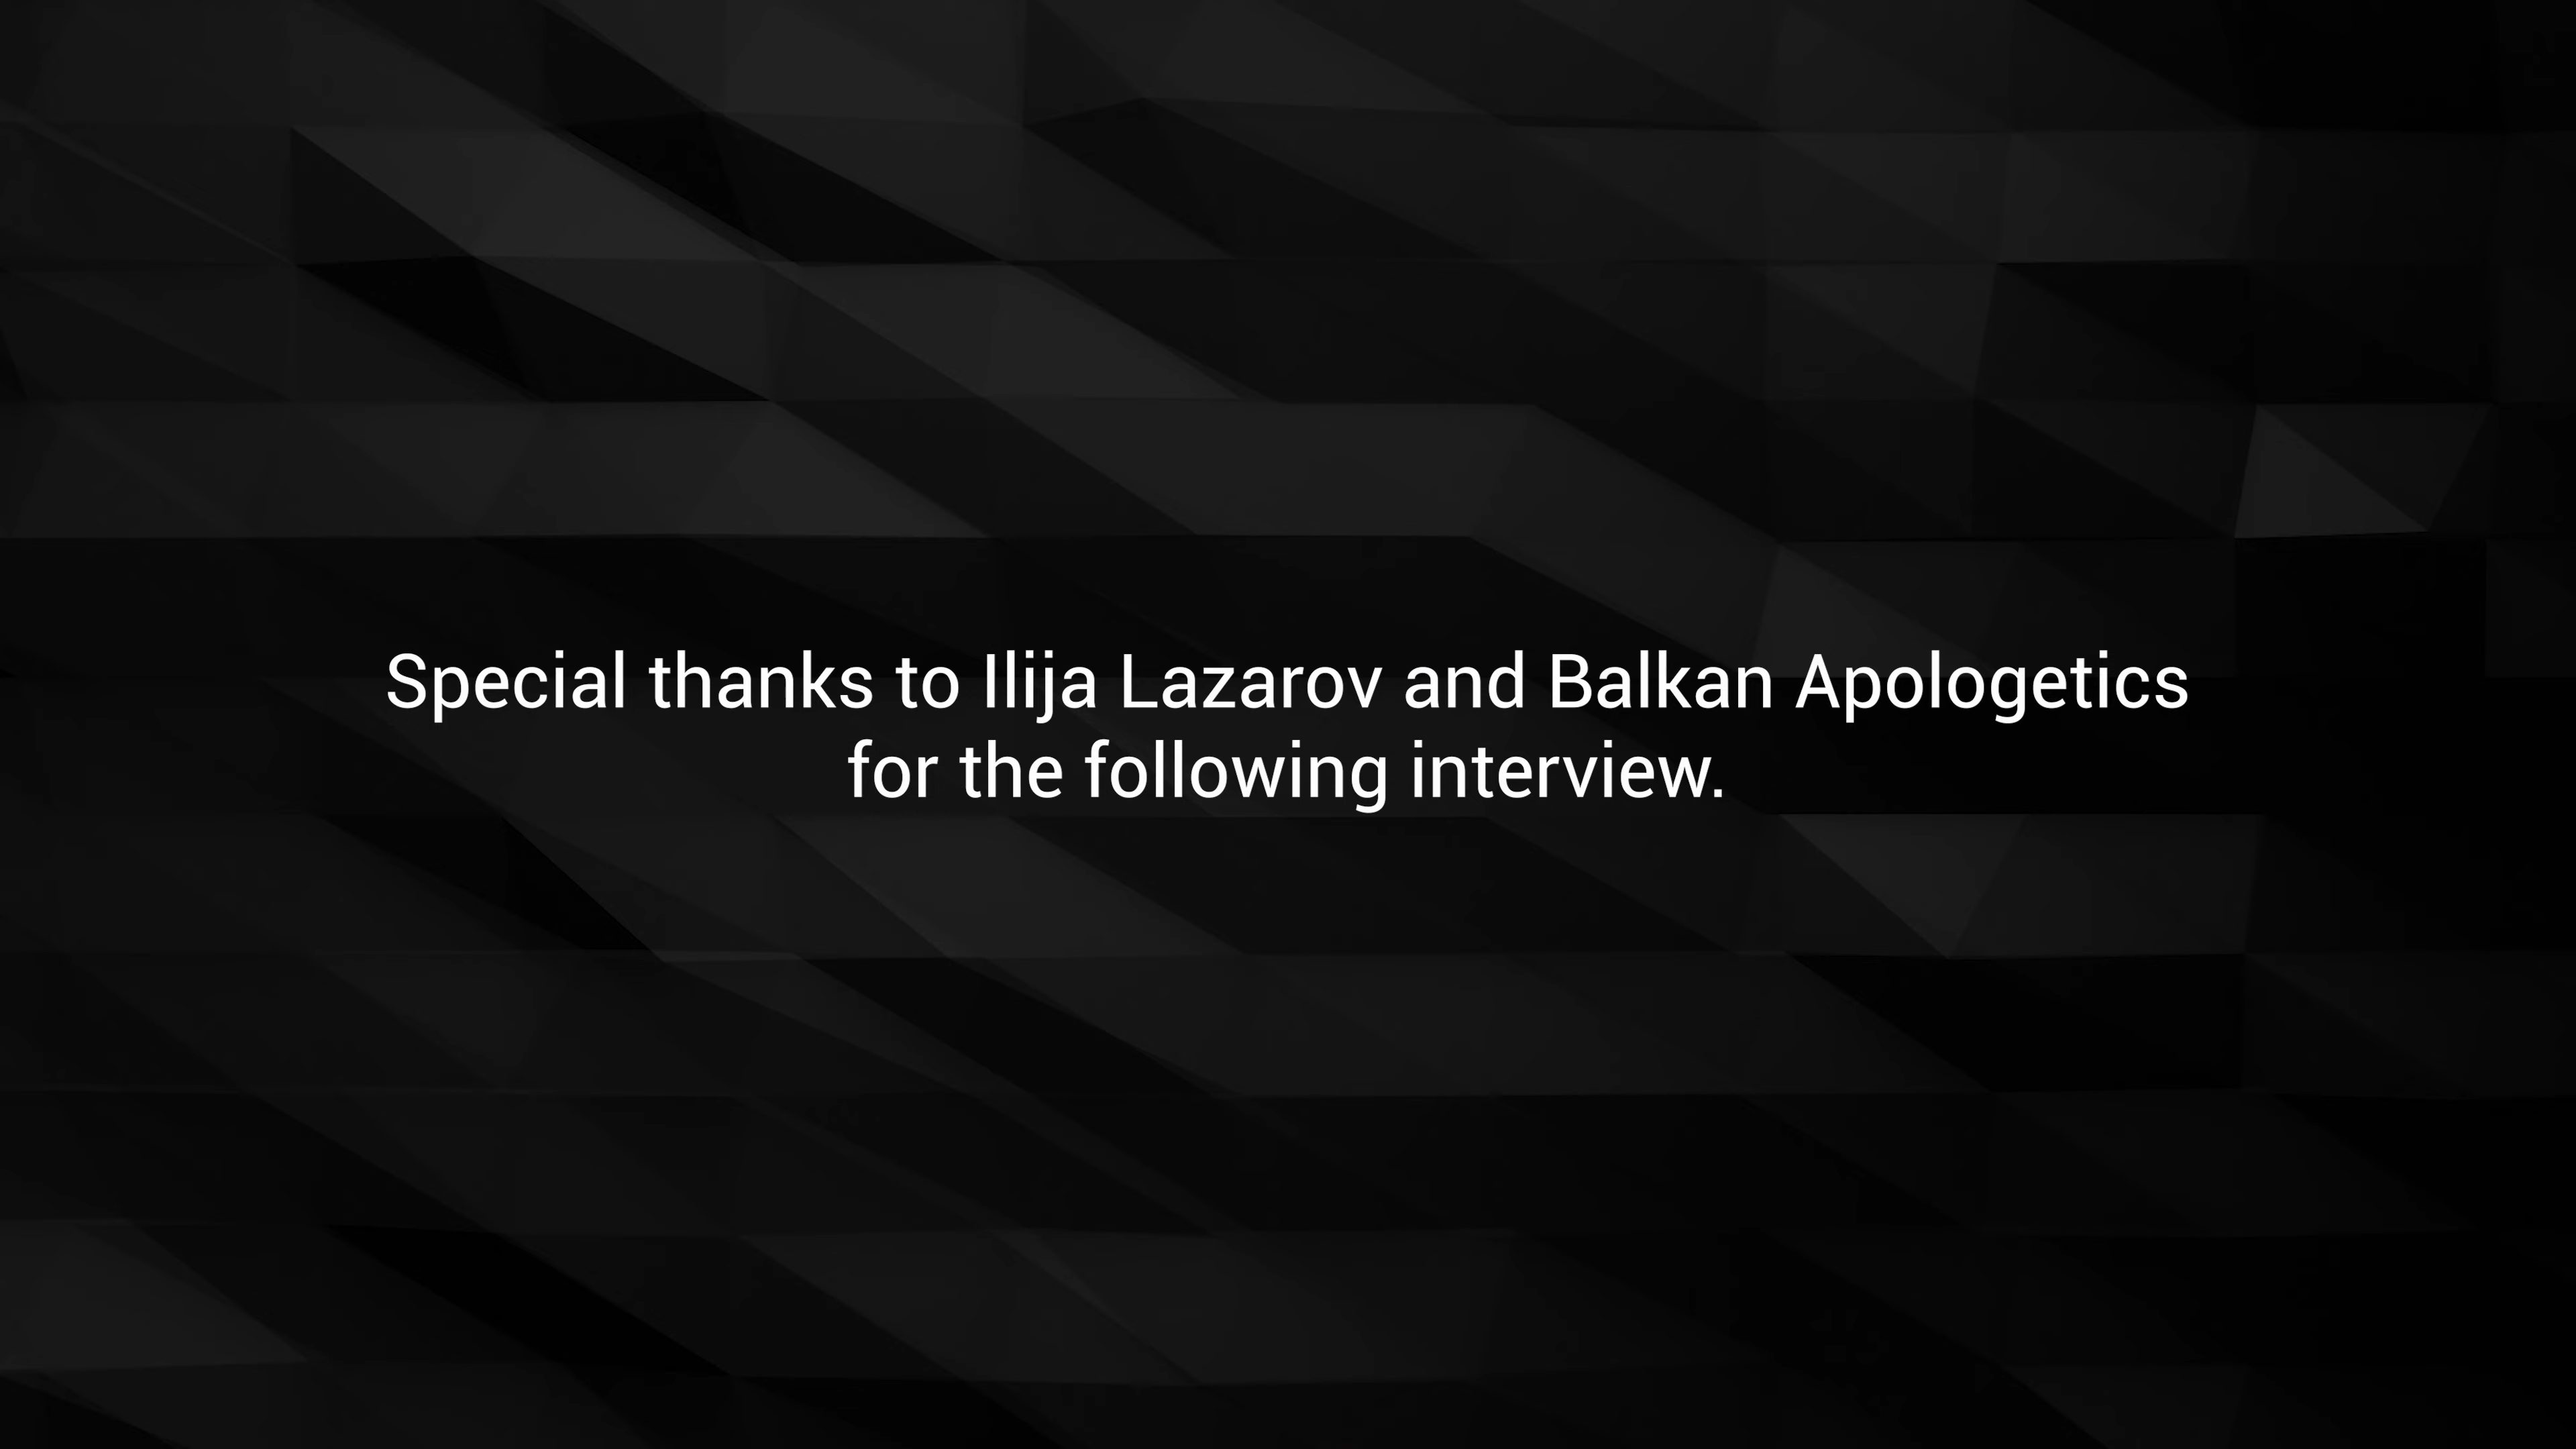 Special thanks to Ilija Lazarov and Balkan Apologetics
for the following interview.